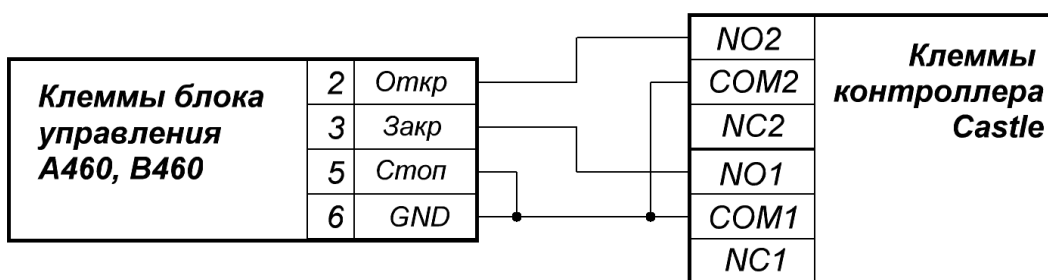 Клеммы блока
управления
А460, В460
2 Откр
3 Закр
5 Стоп
6 GND
NO2
COM2
NC2
NO1
COM1
NC1
Клеммы
контроллера
Castle